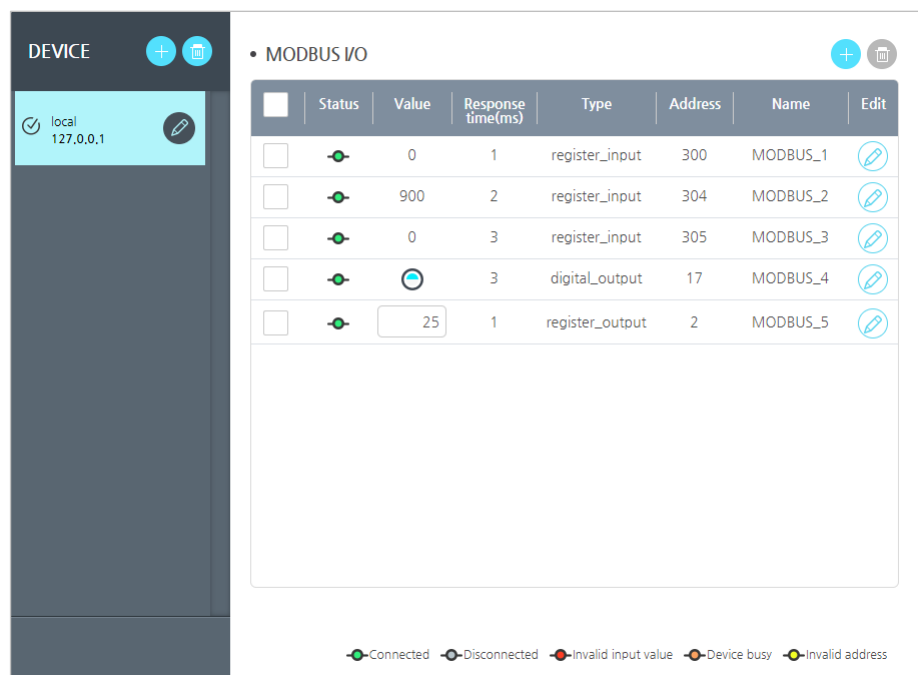 DEVICE
local
127.0.0.1
• MODBUS I/O
Status Value Response time(ms) Type Address Name Edit
0 1 register_input 300 MODBUS_1
900 2 register_input 304 MODBUS_2
0 3 register_input 305 MODBUS_3
3 digital_output 17 MODBUS_4
25 1 register_output 2 MODBUS_5
Connected Disconnected Invalid input value Device busy Invalid address